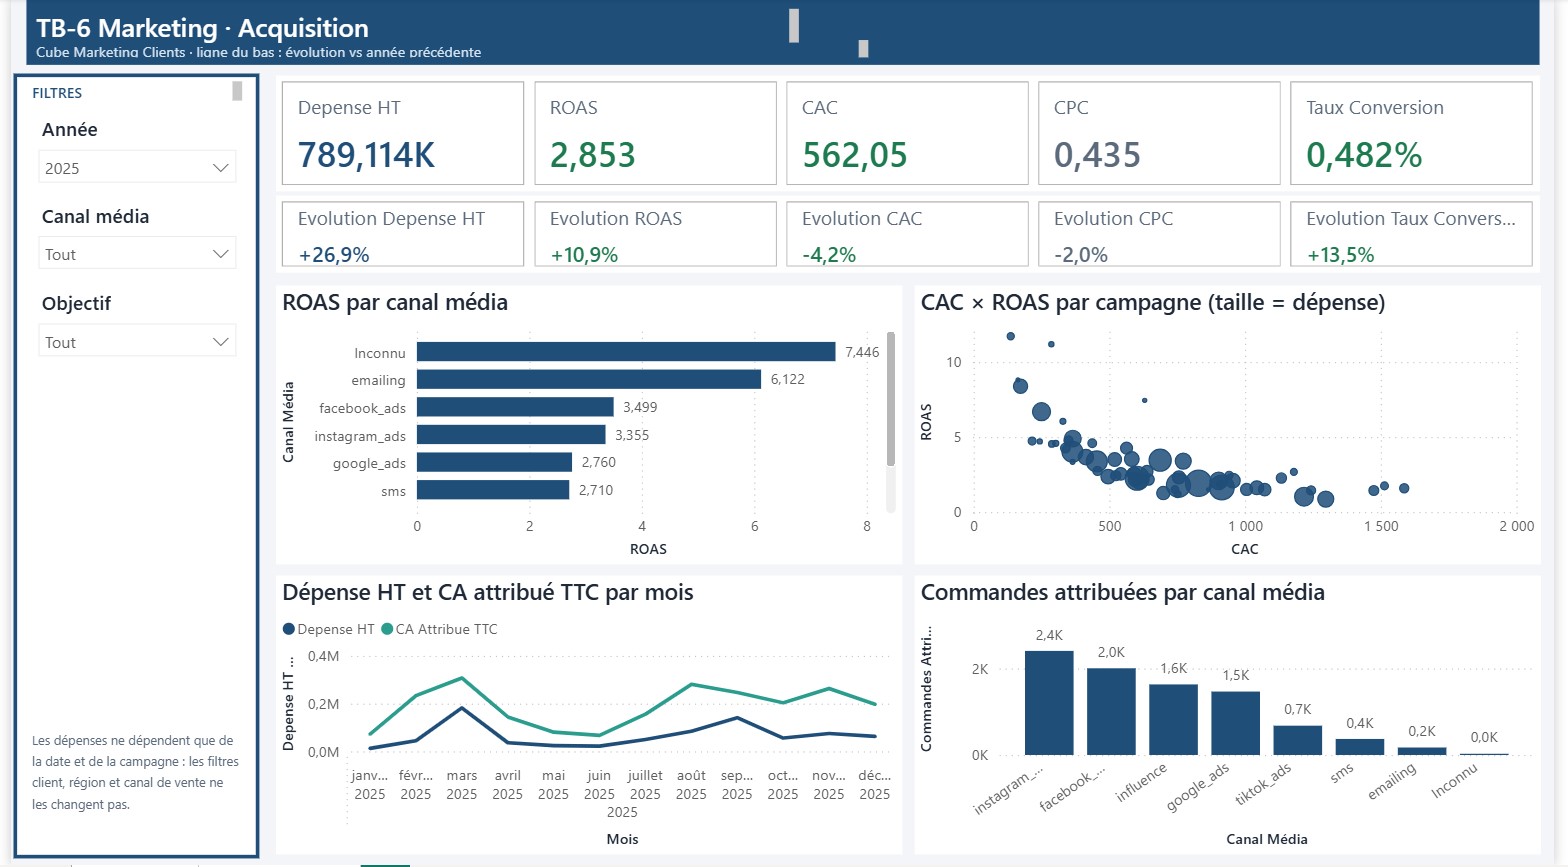 TB-6 Marketing · Acquisition
Cube Marketing Clients · ligne du bas : évolution vs année précédente
FILTRES
Année
2025
Canal média
Tout
Objectif
Tout
Les dépenses ne dépendent que de
la date et de la campagne : les filtres
client, région et canal de vente ne
les changent pas.
Depense HT
789,114K
ROAS
2,853
CAC
562,05
CPC
0,435
Taux Conversion
0,482%
Evolution Depense HT
+26,9%
Evolution ROAS
+10,9%
Evolution CAC
-4,2%
Evolution CPC
-2,0%
Evolution Taux Convers...
+13,5%
ROAS par canal média
Canal Média
Inconnu 7,446
emailing 6,122
facebook_ads 3,499
instagram_ads 3,355
google_ads 2,760
sms 2,710
0 2 4 6 8
ROAS
CAC × ROAS par campagne (taille = dépense)
ROAS
10
5
0
0 500 1 000 1 500 2 000
CAC
Dépense HT et CA attribué TTC par mois
Depense HT CA Attribue TTC
Depense HT ...
0,4M
0,2M
0,0M
janv... févr... mars avril mai juin juillet août sep... oct... nov... déc...
2025 2025 2025 2025 2025 2025 2025 2025 2025 2025 2025 2025
2025
Mois
Commandes attribuées par canal média
Commandes Attri...
2K
0K
2,4K 2,0K 1,6K 1,5K 0,7K 0,4K 0,2K 0,0K
instagram_... facebook_... influence google_ads tiktok_ads sms emailing Inconnu
Canal Média